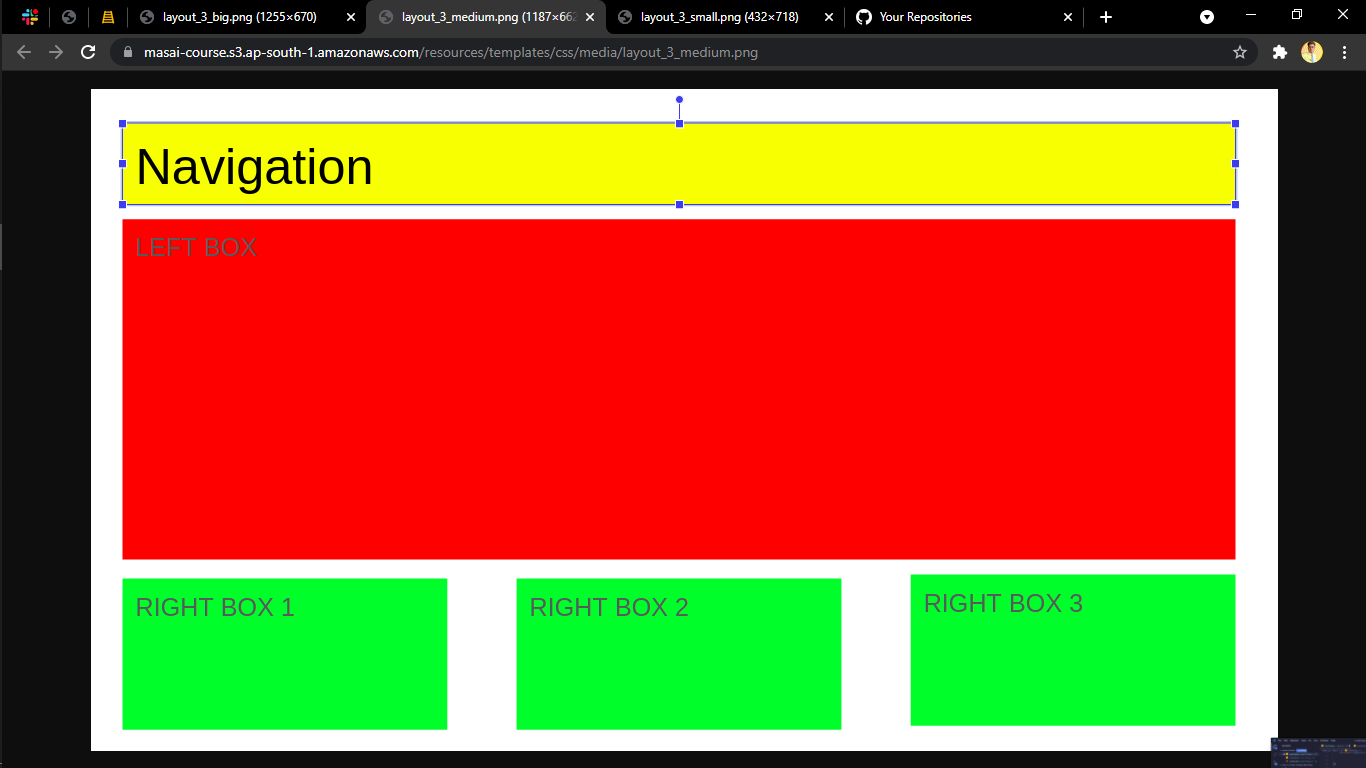 layout_3_big.png (1255×670)
layout_3_medium.png (1187×662
layout_3_small.png (432×718)
Your Repositories
masai-course.s3.ap-south-1.amazonaws.com/resources/templates/css/media/layout_3_medium.png
Navigation
LEFT BOX
RIGHT BOX 1
RIGHT BOX 2
RIGHT BOX 3